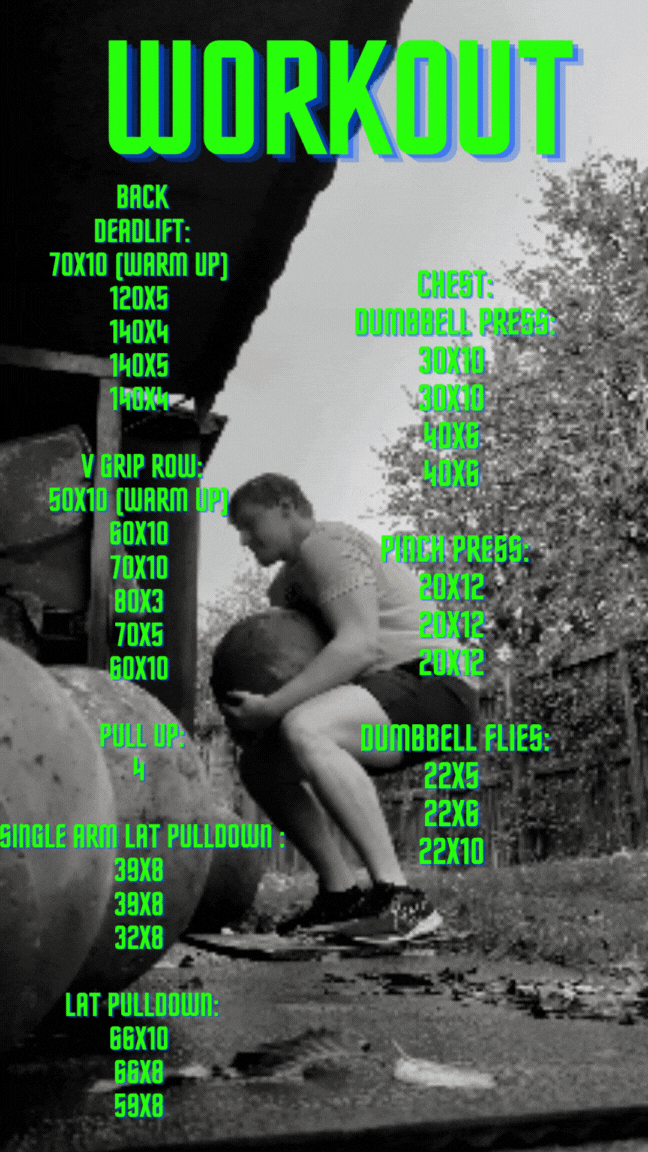 WORKOUT
BACK
DEADLIFT:
70X10 (WARM UP)
120X5
140X4
140X5
140X4
V GRIP ROW:
50X10 (WARM UP)
60X10
70X10
80X3
70X5
60X10
PULL UP:
4
SINGLE ARM LAT PULLDOWN :
39X8
39X8
32X8
LAT PULLDOWN:
66X10
66X8
59X8
CHEST:
DUMBBELL PRESS:
30X10
30X10
40X6
40X6
PINCH PRESS:
20X12
20X12
20X12
DUMBBELL FLIES:
22X5
22X6
22X10